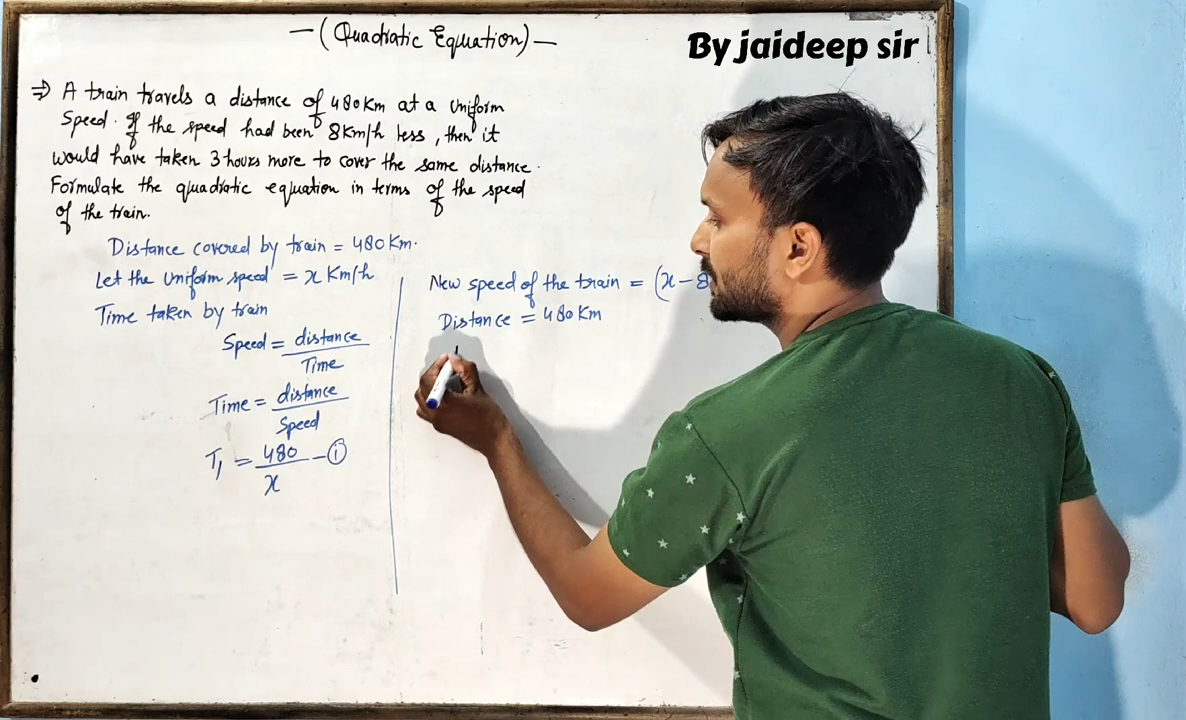 —(Quadratic Equation)—
By jaideep sir
⇒ A train travels a distance of 480Km at a Uniform
Speed. If the speed had been 8Km/h less, then it
would have taken 3 hours more to cover the same distance.
Formulate the quadratic equation in terms of the speed
of the train.
Distance covered by train = 480 Km.
Let the Uniform speed = x Km/h
Time taken by train
Speed = distance / Time
Time = distance / Speed
T₁ = 480 / x —①
New speed of the train = (x - 8
Distance = 480 Km